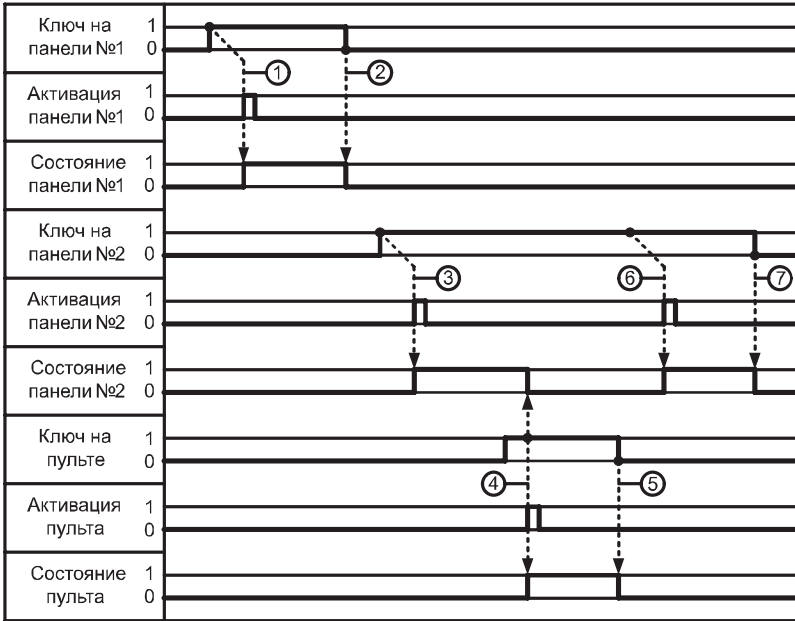 Ключ на 1
панели №1 0
1 2
Активация 1
панели №1 0
Состояние 1
панели №1 0
Ключ на 1
панели №2 0
3 6 7
Активация 1
панели №2 0
Состояние 1
панели №2 0
Ключ на 1
пульте 0
4 5
Активация 1
пульта 0
Состояние 1
пульта 0